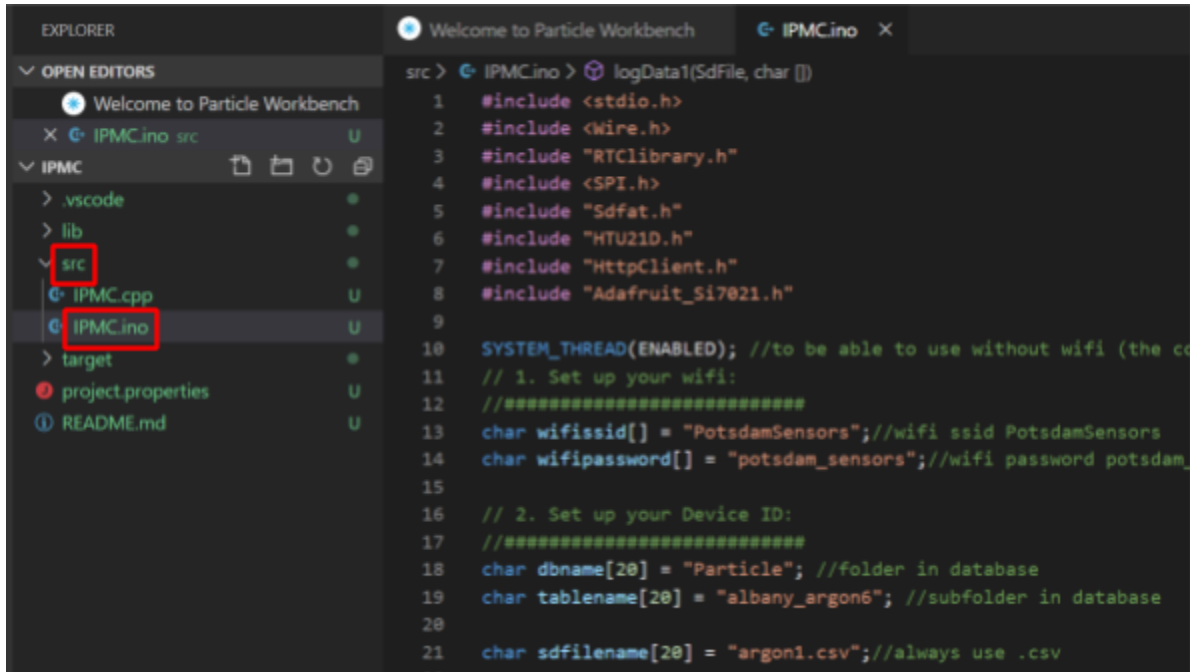 EXPLORER
OPEN EDITORS
Welcome to Particle Workbench
IPMC.ino src U
IPMC
.vscode
lib
src
IPMC.cpp U
IPMC.ino U
target
project.properties U
README.md U
Welcome to Particle Workbench IPMC.ino
src > IPMC.ino > logData1(SdFile, char [])
1 #include <stdio.h>
2 #include <Wire.h>
3 #include "RTClibrary.h"
4 #include <SPI.h>
5 #include "Sdfat.h"
6 #include "HTU21D.h"
7 #include "HttpClient.h"
8 #include "Adafruit_Si7021.h"
9
10 SYSTEM_THREAD(ENABLED); //to be able to use without wifi (the co
11 // 1. Set up your wifi:
12 //###########################
13 char wifissid[] = "PotsdamSensors";//wifi ssid PotsdamSensors
14 char wifipassword[] = "potsdam_sensors";//wifi password potsdam_
15
16 // 2. Set up your Device ID:
17 //###########################
18 char dbname[20] = "Particle"; //folder in database
19 char tablename[20] = "albany_argon6"; //subfolder in database
20
21 char sdfilename[20] = "argon1.csv";//always use .csv